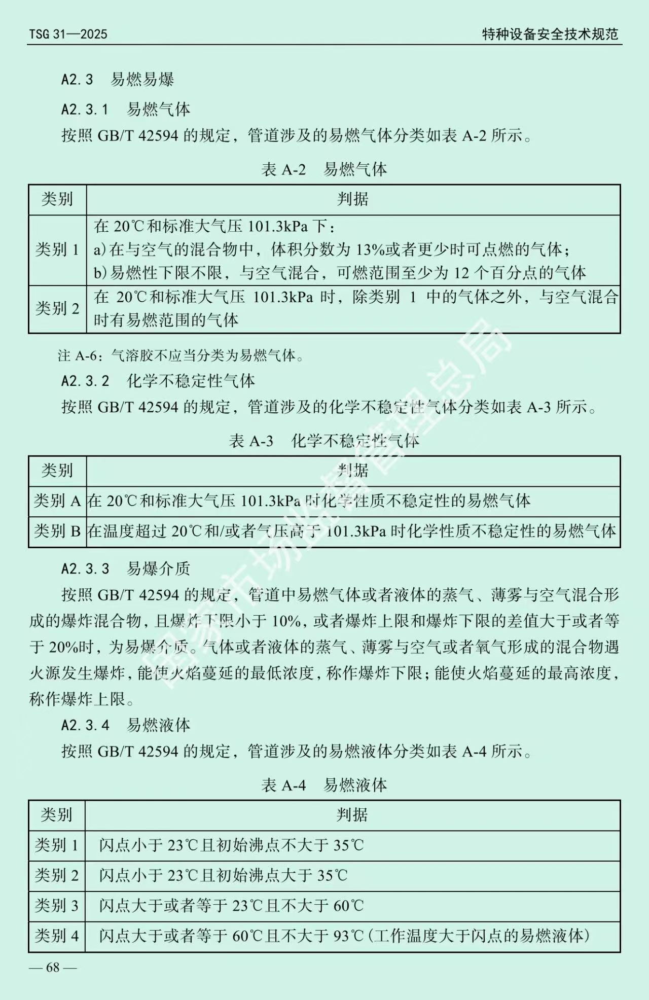 TSG 31—2025
特种设备安全技术规范
A2.3 易燃易爆
A2.3.1 易燃气体
按照 GB/T 42594 的规定，管道涉及的易燃气体分类如表 A-2 所示。
表 A-2 易燃气体
类别 判据
类别 1
在 20℃和标准大气压 101.3kPa 下：
a)在与空气的混合物中，体积分数为 13%或者更少时可点燃的气体；
b)易燃性下限不限，与空气混合，可燃范围至少为 12 个百分点的气体
类别 2
在 20℃和标准大气压 101.3kPa 时，除类别 1 中的气体之外，与空气混合
时有易燃范围的气体
注 A-6：气溶胶不应当分类为易燃气体。
A2.3.2 化学不稳定性气体
按照 GB/T 42594 的规定，管道涉及的化学不稳定性气体分类如表 A-3 所示。
表 A-3 化学不稳定性气体
类别 判据
类别 A 在 20℃和标准大气压 101.3kPa 时化学性质不稳定性的易燃气体
类别 B 在温度超过 20℃和/或者气压高于 101.3kPa 时化学性质不稳定性的易燃气体
A2.3.3 易爆介质
按照 GB/T 42594 的规定，管道中易燃气体或者液体的蒸气、薄雾与空气混合形
成的爆炸混合物，且爆炸下限小于 10%，或者爆炸上限和爆炸下限的差值大于或者等
于 20%时，为易爆介质。气体或者液体的蒸气、薄雾与空气或者氧气形成的混合物遇
火源发生爆炸，能使火焰蔓延的最低浓度，称作爆炸下限；能使火焰蔓延的最高浓度，
称作爆炸上限。
A2.3.4 易燃液体
按照 GB/T 42594 的规定，管道涉及的易燃液体分类如表 A-4 所示。
表 A-4 易燃液体
类别 判据
类别 1 闪点小于 23℃且初始沸点不大于 35℃
类别 2 闪点小于 23℃且初始沸点大于 35℃
类别 3 闪点大于或者等于 23℃且不大于 60℃
类别 4 闪点大于或者等于 60℃且不大于 93℃(工作温度大于闪点的易燃液体)
— 68 —
国家市场监督管理总局